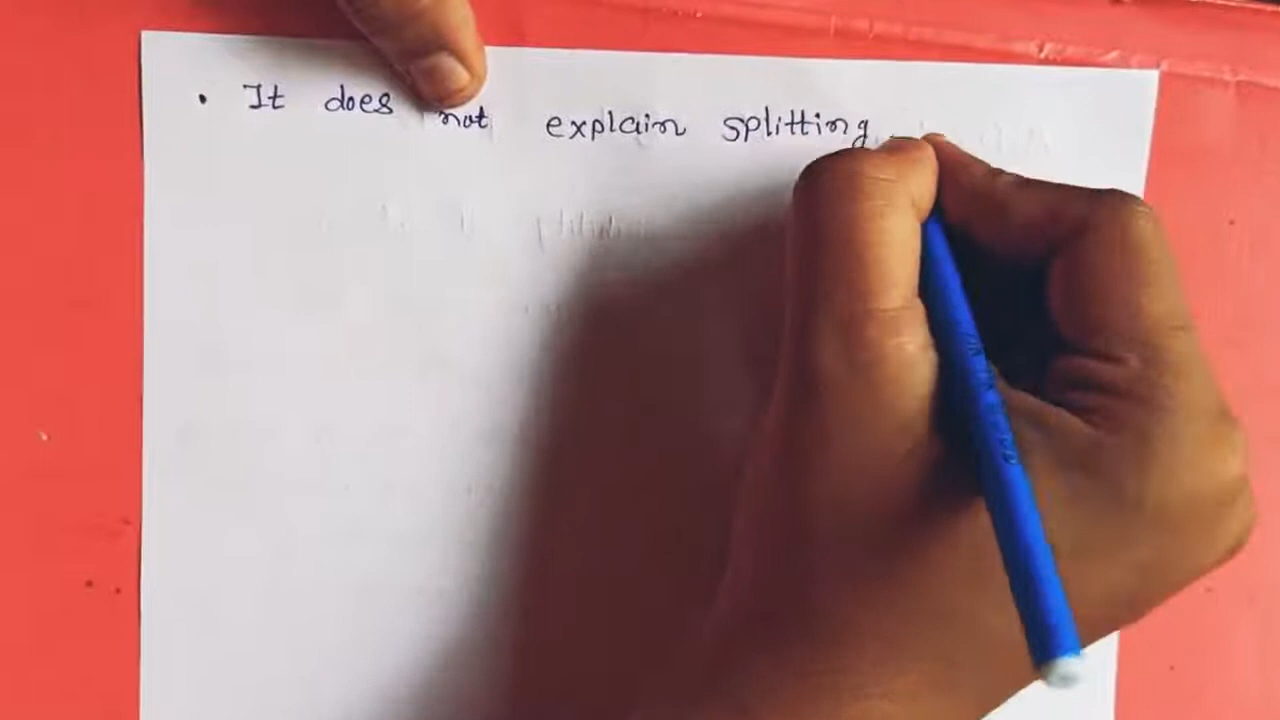 • It does not explain splitting